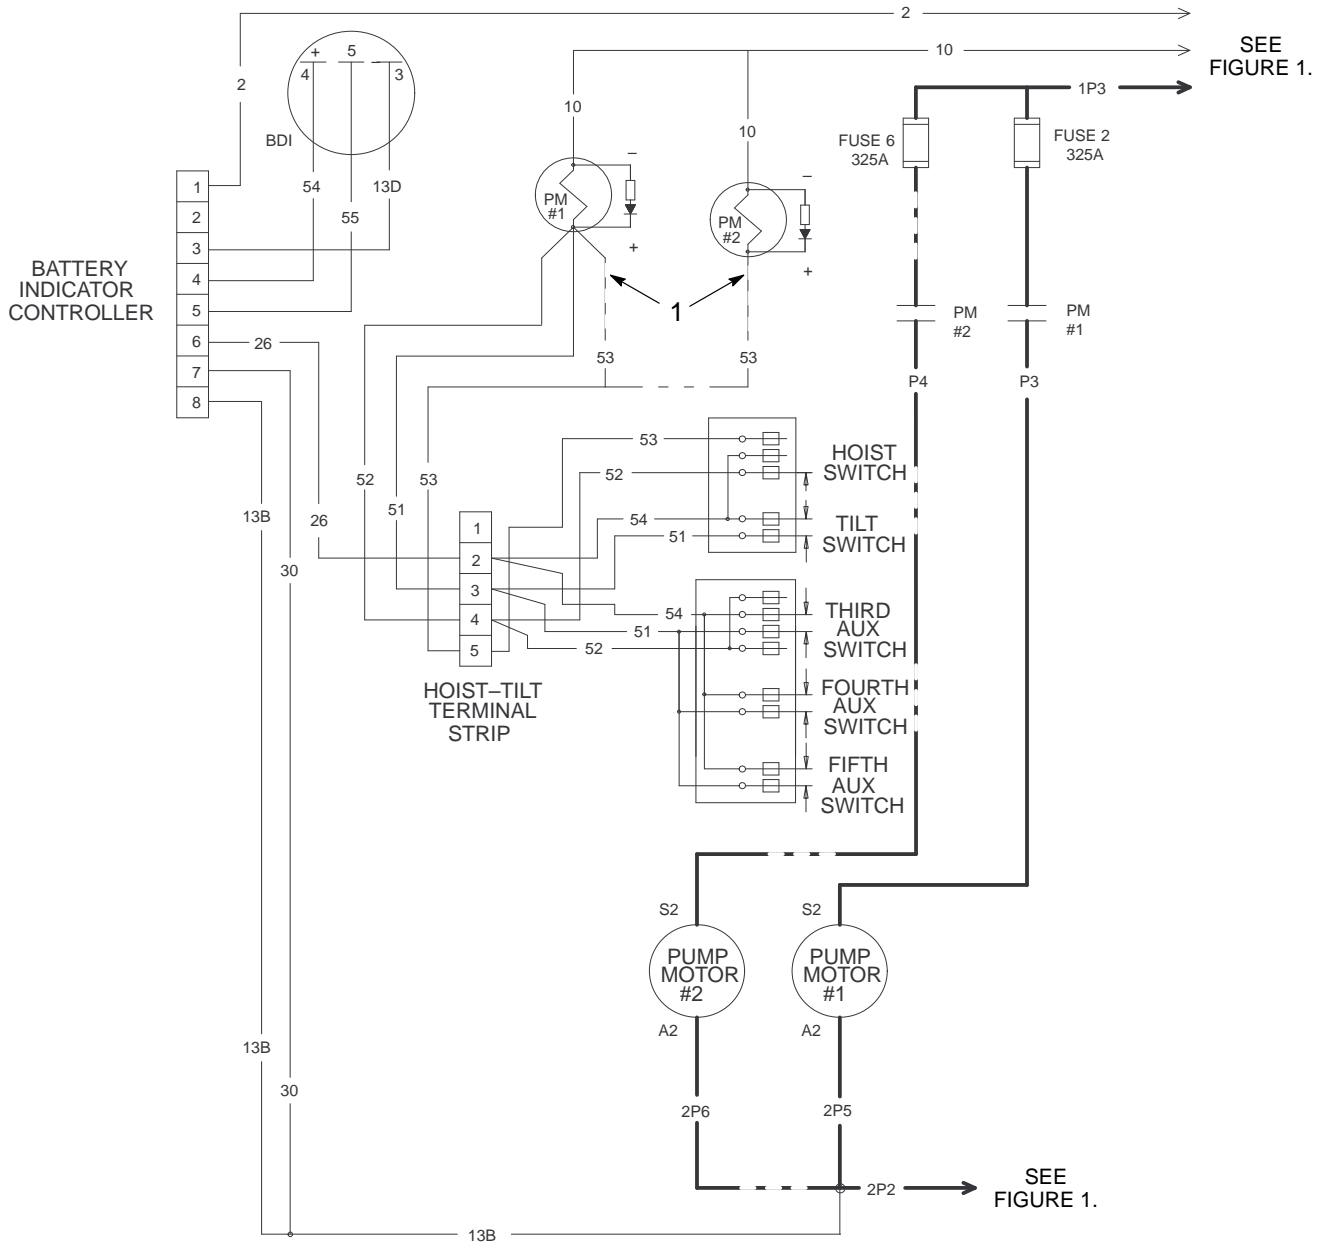 2
10
SEE
FIGURE 1.
1P3
2
+ 5 –
4 3
BDI
10
10
FUSE 6
325A
FUSE 2
325A
54
13D
55
–
PM
#1
+
–
PM
#2
+
1
2
3
4
5
6
7
8
BATTERY
INDICATOR
CONTROLLER
26
1
PM
#2
PM
#1
53
53
P4
P3
53
HOIST
SWITCH
52
52
53
51
13B
26
54
TILT
SWITCH
51
30
1
2
3
4
5
54
THIRD
AUX
SWITCH
51
52
HOIST–TILT
TERMINAL
STRIP
FOURTH
AUX
SWITCH
FIFTH
AUX
SWITCH
S2
S2
PUMP
MOTOR
#2
PUMP
MOTOR
#1
A2
A2
13B
30
2P6
2P5
2P2
SEE
FIGURE 1.
13B